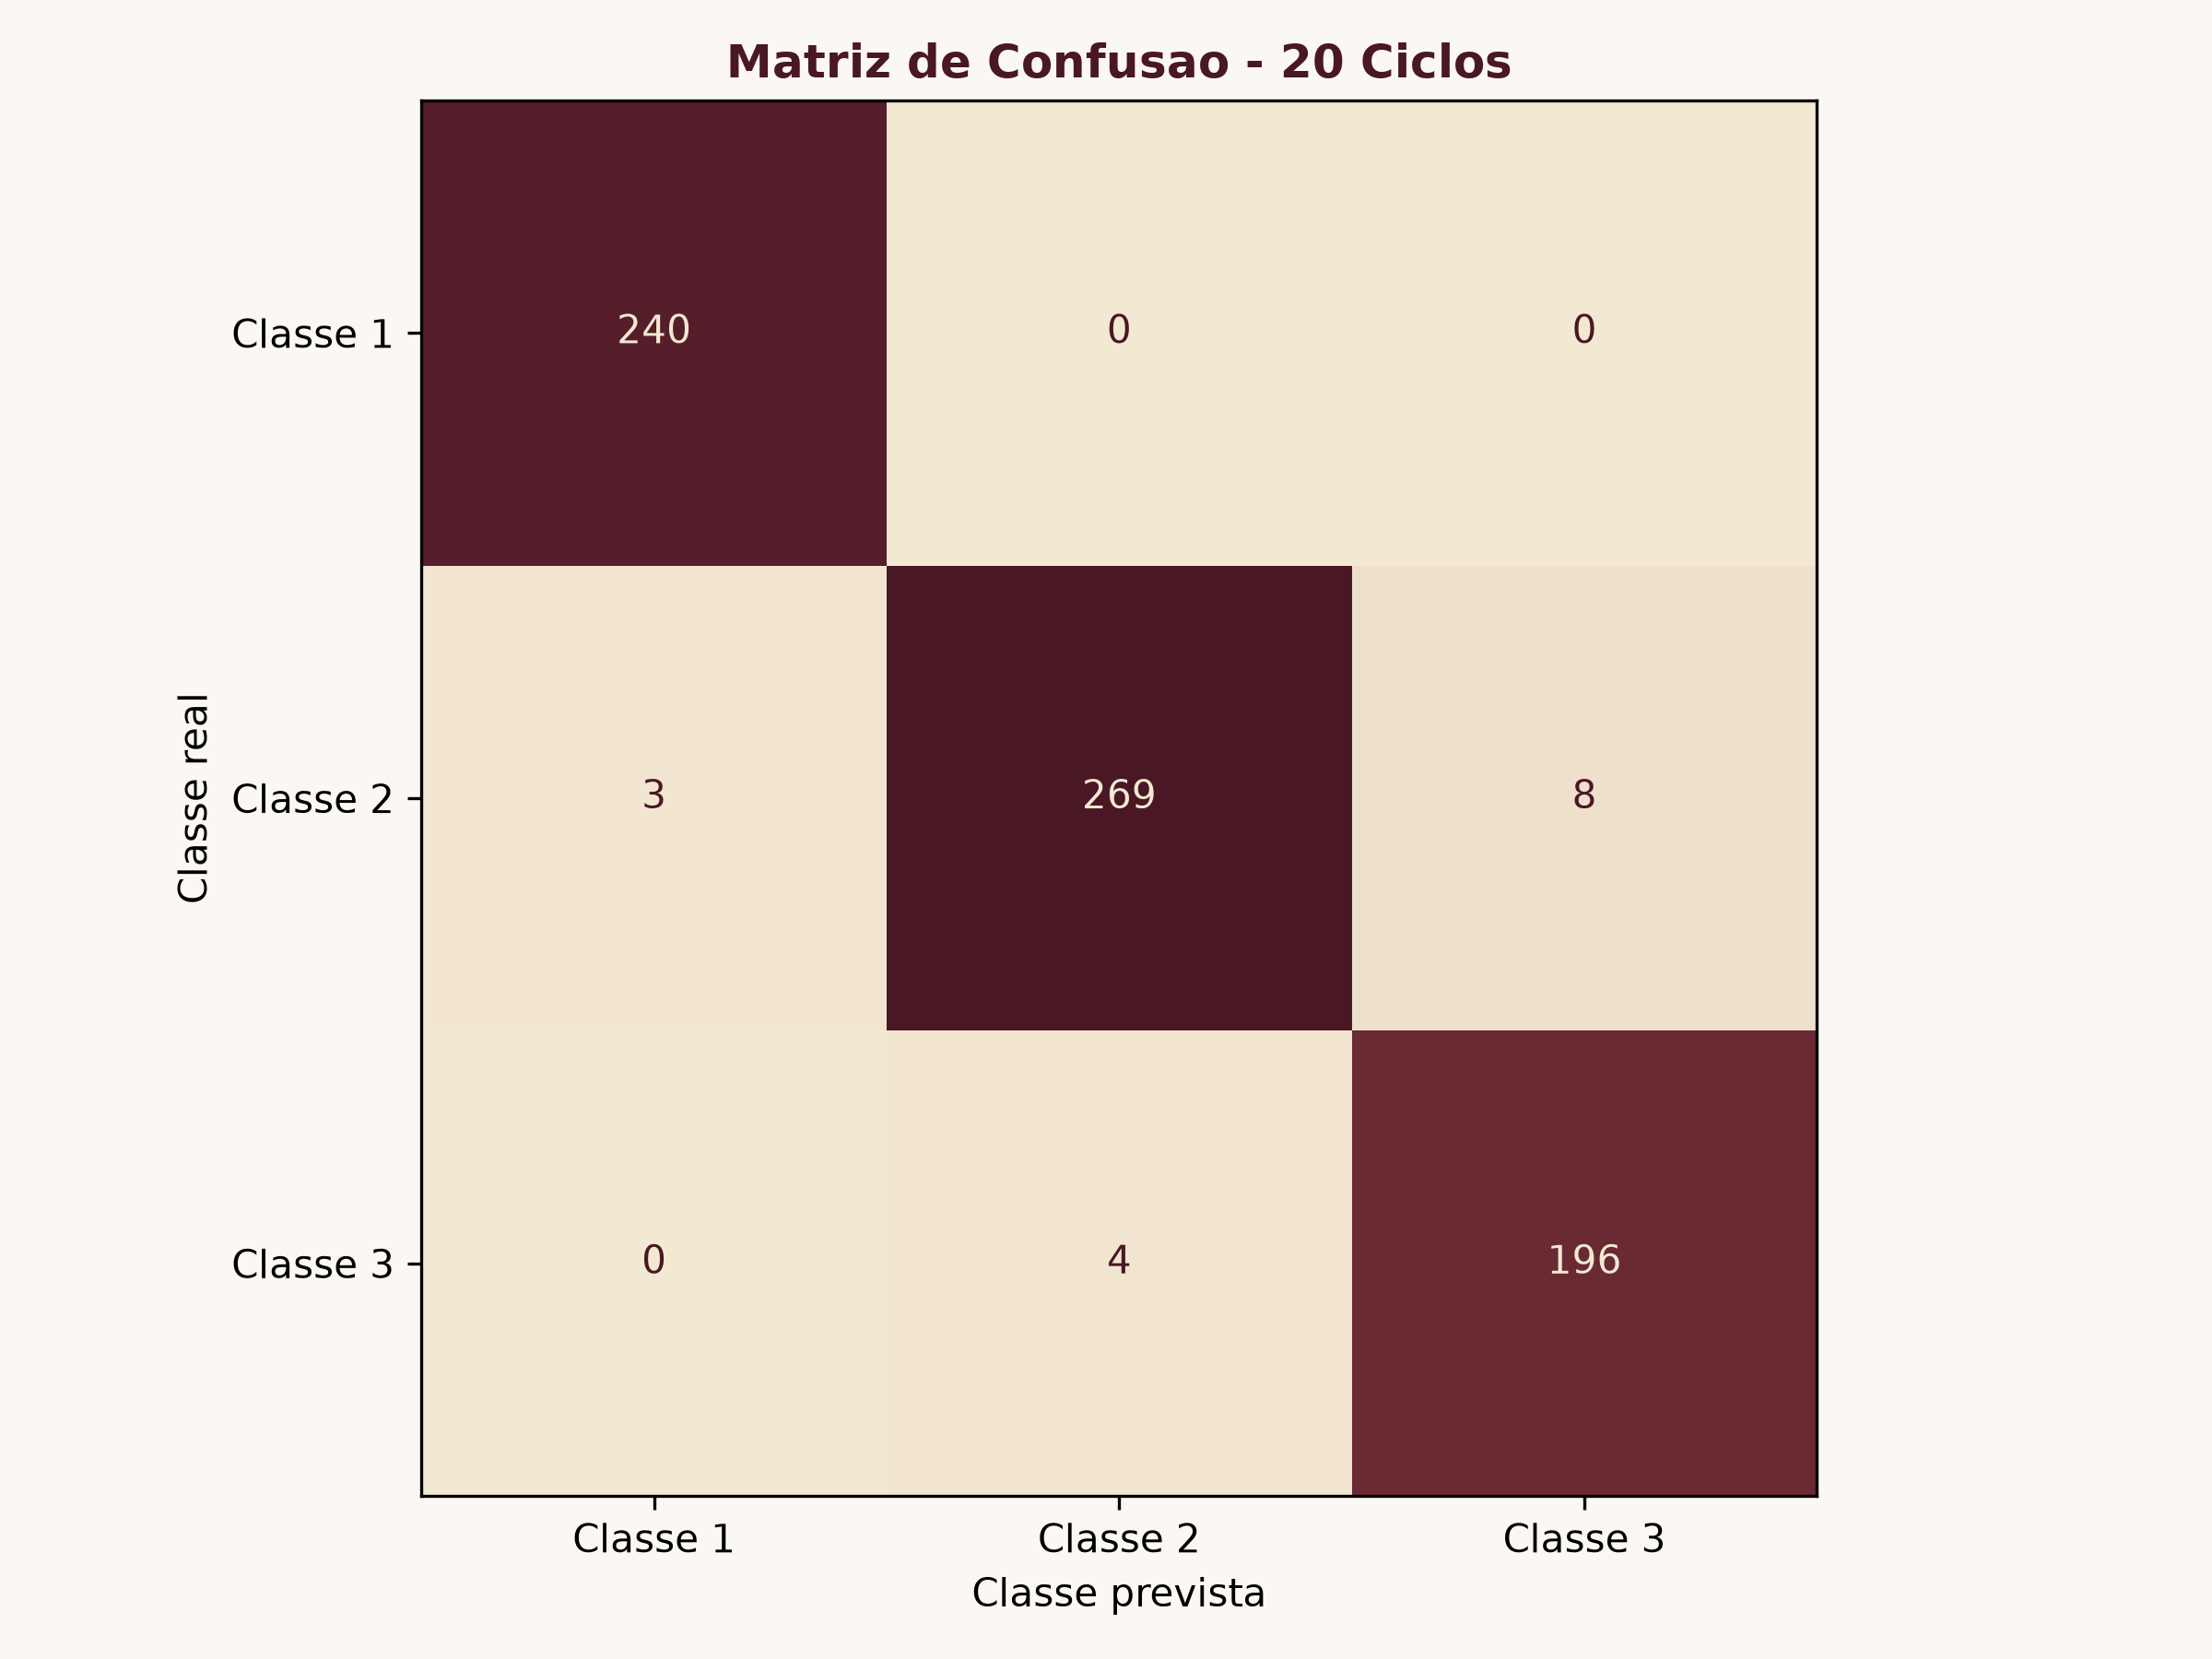 Matriz de Confusao - 20 Ciclos
Classe real
Classe 1 240 0 0
Classe 2 3 269 8
Classe 3 0 4 196
Classe 1 Classe 2 Classe 3
Classe prevista